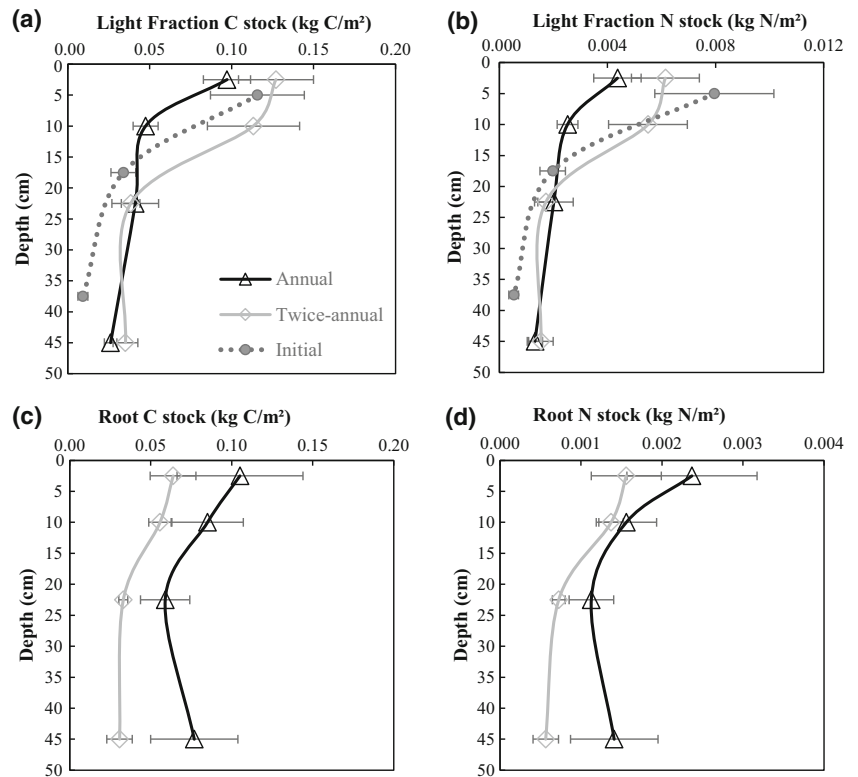 (a) Light Fraction C stock (kg C/m²)
0.00 0.05 0.10 0.15 0.20
Depth (cm)
0
5
10
15
20
25
30
35
40
45
50
Annual
Twice-annual
Initial
(b) Light Fraction N stock (kg N/m²)
0.000 0.004 0.008 0.012
Depth (cm)
0
5
10
15
20
25
30
35
40
45
50
(c) Root C stock (kg C/m²)
0.00 0.05 0.10 0.15 0.20
Depth (cm)
0
5
10
15
20
25
30
35
40
45
50
(d) Root N stock (kg N/m²)
0.000 0.001 0.002 0.003 0.004
Depth (cm)
0
5
10
15
20
25
30
35
40
45
50